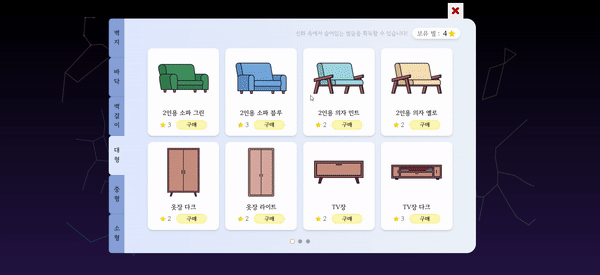 신화 속에서 숨어있는 별들을 획득할 수 있습니다!
보유 별 : 4
벽지
바닥
벽걸이
대형
중형
소형
2인용 소파 그린
3 구매
2인용 소파 블루
3 구매
2인용 의자 민트
2 구매
2인용 의자 옐로
2 구매
옷장 다크
2 구매
옷장 라이트
2 구매
TV장
2 구매
TV장 다크
3 구매